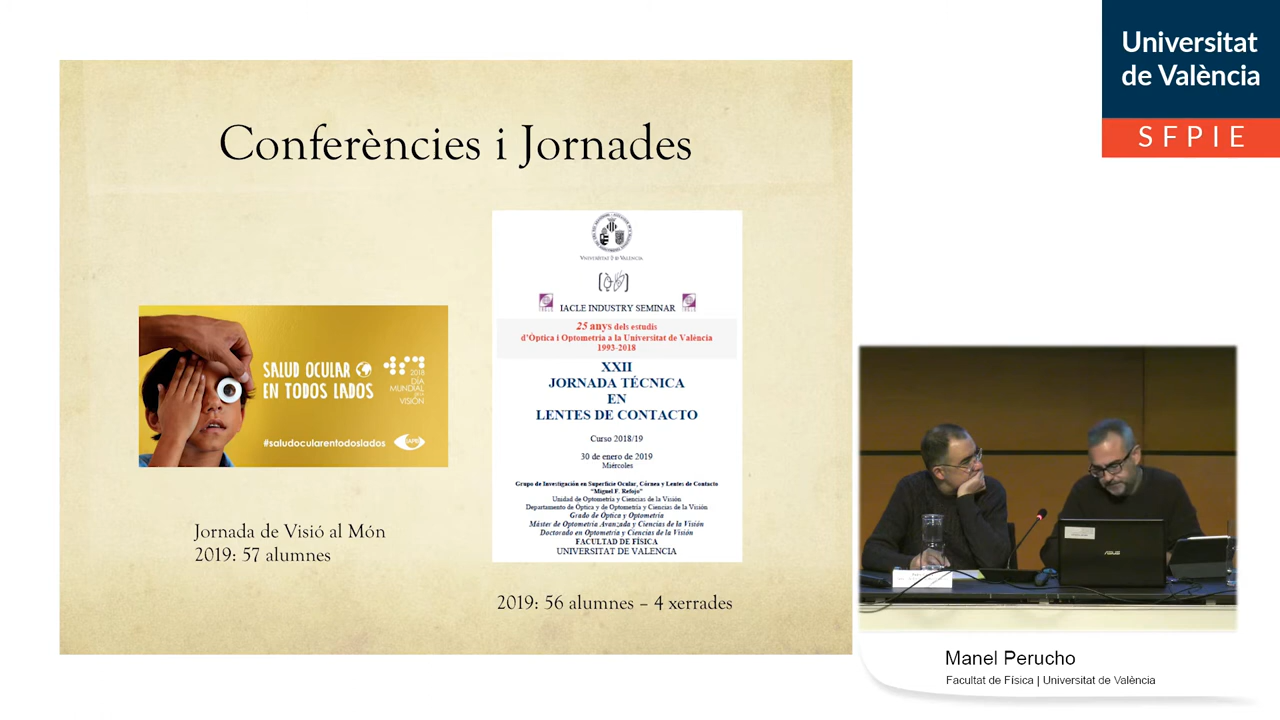 Universitat
de València
SFPIE
Conferències i Jornades
SALUD OCULAR
EN TODOS LADOS
2018
DÍA
MUNDIAL
VISIÓN
#saludocularentodoslados
IAPB
Jornada de Visió al Món
2019: 57 alumnes
VNIVERSITAT D VALÈNCIA
IACLE INDUSTRY SEMINAR
25 anys dels estudis
d'Òptica i Optometria a la Universitat de València
1993-2018
XXII
JORNADA TÉCNICA
EN
LENTES DE CONTACTO
Curso 2018/19
30 de enero de 2019
Miércoles
Grupo de Investigación en Superficie Ocular, Córnea y Lentes de Contacto
"Miguel F. Refojo"
Unidad de Optometría y Ciencias de la Visión
Departamento de Óptica y de Optometría y Ciencias de la Visión
Grado de Óptica y Optometría
Máster de Optometría Avanzada y Ciencias de la Visión
Doctorado en Optometría y Ciencias de la Visión
FACULTAD DE FÍSICA
UNIVERSITAT DE VALENCIA
2019: 56 alumnes – 4 xerrades
ASUS
Manel Perucho
Facultat de Física | Universitat de València